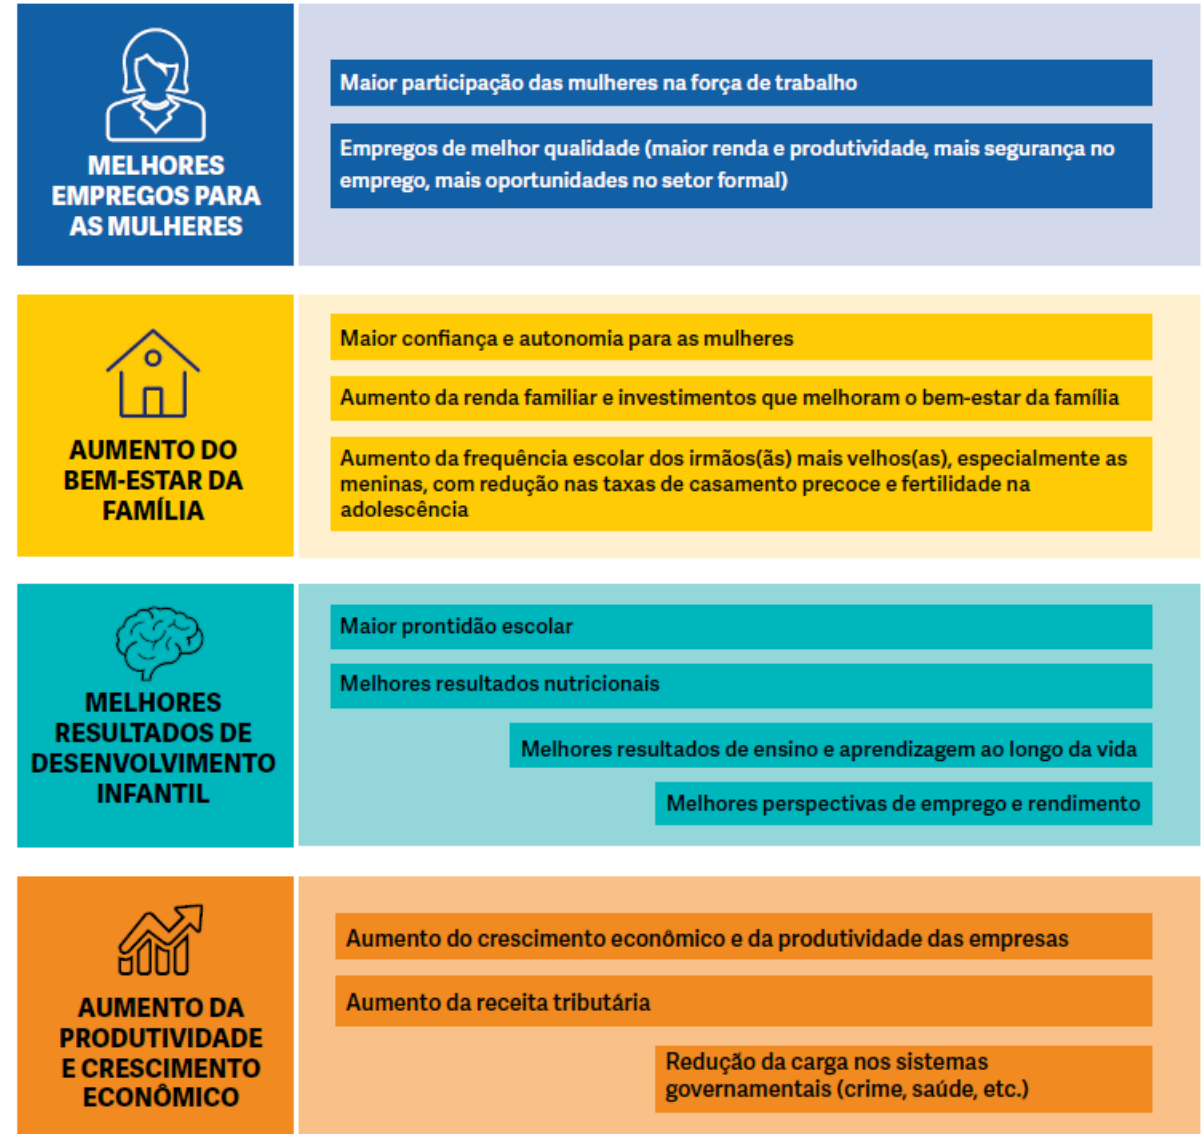 MELHORES
EMPREGOS PARA
AS MULHERES
Maior participação das mulheres na força de trabalho
Empregos de melhor qualidade (maior renda e produtividade, mais segurança no
emprego, mais oportunidades no setor formal)
AUMENTO DO
BEM-ESTAR DA
FAMÍLIA
Maior confiança e autonomia para as mulheres
Aumento da renda familiar e investimentos que melhoram o bem-estar da família
Aumento da frequência escolar dos irmãos(ãs) mais velhos(as), especialmente as
meninas, com redução nas taxas de casamento precoce e fertilidade na
adolescência
MELHORES
RESULTADOS DE
DESENVOLVIMENTO
INFANTIL
Maior prontidão escolar
Melhores resultados nutricionais
Melhores resultados de ensino e aprendizagem ao longo da vida
Melhores perspectivas de emprego e rendimento
AUMENTO DA
PRODUTIVIDADE
E CRESCIMENTO
ECONÔMICO
Aumento do crescimento econômico e da produtividade das empresas
Aumento da receita tributária
Redução da carga nos sistemas
governamentais (crime, saúde, etc.)